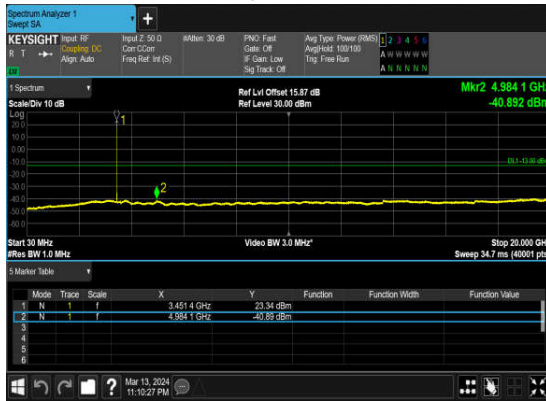 Spectrum Analyzer 1
Swept SA
+
KEYSIGHT Input: RF Input Z: 50 Ω #Atten: 30 dB PNO: Fast Avg Type: Power (RMS) 1 2 3 4 5 6
R T Coupling: DC Corr CCorr Gate: Off Avg|Hold: 100/100 A W W W W W
Align: Auto Freq Ref: Int (S) IF Gain: Low Trig: Free Run
Sig Track: Off A N N N N N
1 Spectrum Ref Lvl Offset 15.87 dB Mkr2 4.984 1 GHz
Scale/Div 10 dB Ref Level 30.00 dBm -40.892 dBm
Log
20.0
10.0
0.00
-10.0
DL1 -13.00 dBm
-20.0
-30.0
-40.0
-50.0
-60.0
1
2
Start 30 MHz Video BW 3.0 MHz* Stop 20.000 GHz
#Res BW 1.0 MHz Sweep 34.7 ms (40001 pts)
5 Marker Table
Mode Trace Scale X Y Function Function Width Function Value
1 N 1 f 3.451 4 GHz 23.34 dBm
2 N 1 f 4.984 1 GHz -40.89 dBm
3
4
5
6
? Mar 13, 2024
11:10:27 PM